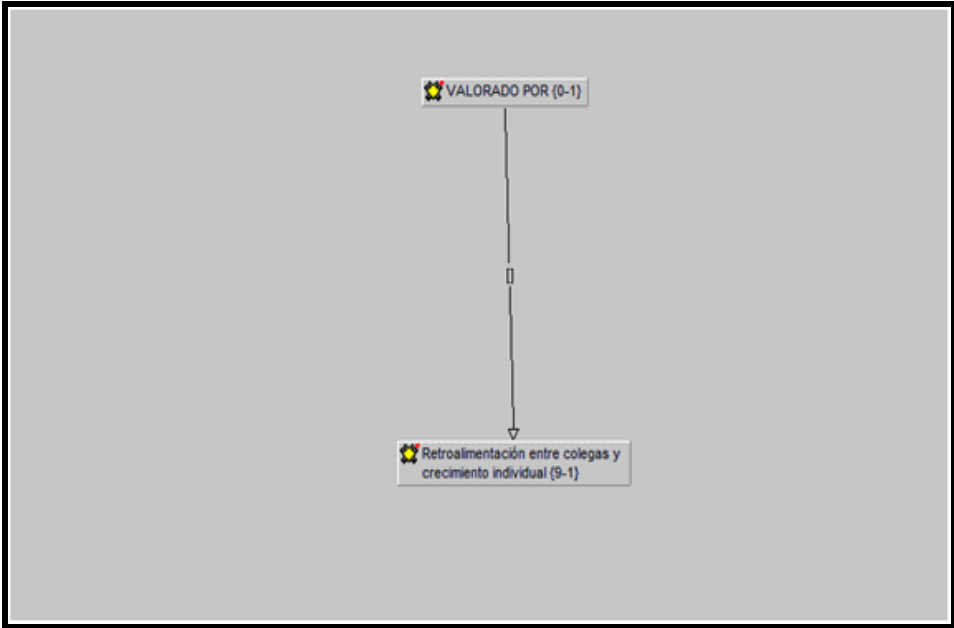 VALORADO POR {0-1}
[]
Retroalimentación entre colegas y
crecimiento individual {9-1}